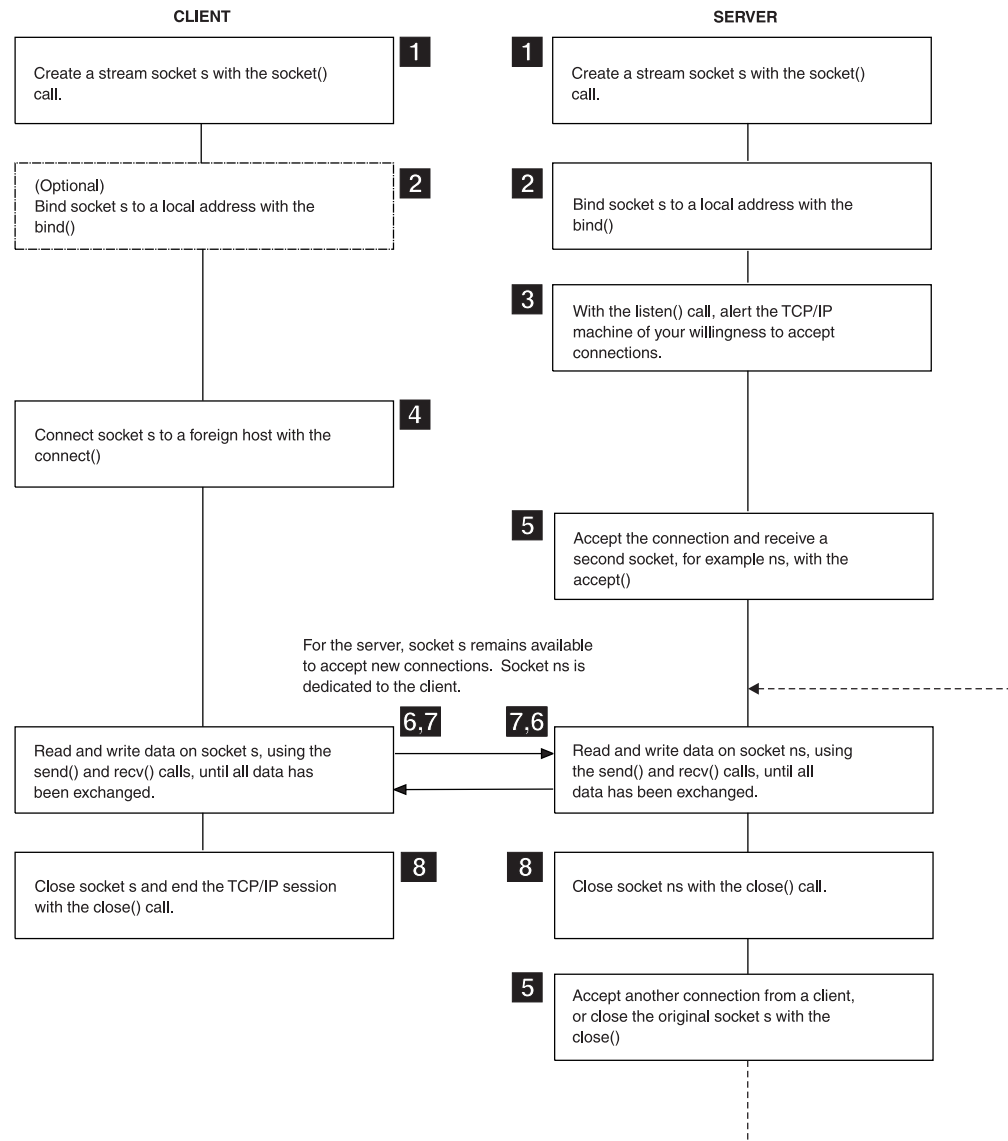 CLIENT
SERVER
1
1
Create a stream socket s with the socket()
call.
Create a stream socket s with the socket()
call.
2
2
(Optional)
Bind socket s to a local address with the
bind()
Bind socket s to a local address with the
bind()
3
With the listen() call, alert the TCP/IP
machine of your willingness to accept
connections.
4
Connect socket s to a foreign host with the
connect()
5
Accept the connection and receive a
second socket, for example ns, with the
accept()
For the server, socket s remains available
to accept new connections. Socket ns is
dedicated to the client.
6,7
7,6
Read and write data on socket s, using the
send() and recv() calls, until all data has
been exchanged.
Read and write data on socket ns, using
the send() and recv() calls, until all
data has been exchanged.
8
8
Close socket s and end the TCP/IP session
with the close() call.
Close socket ns with the close() call.
5
Accept another connection from a client,
or close the original socket s with the
close()